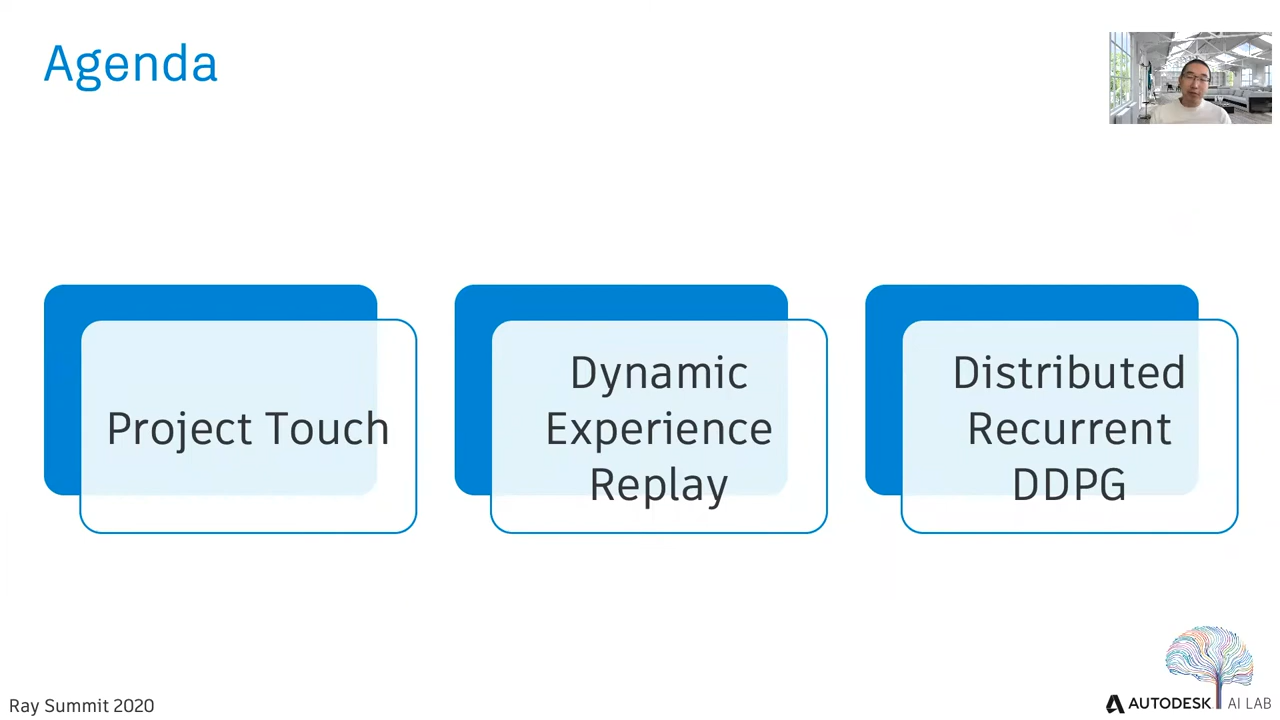 Agenda
Project Touch
Dynamic
Experience
Replay
Distributed
Recurrent
DDPG
Ray Summit 2020
AUTODESK AI LAB